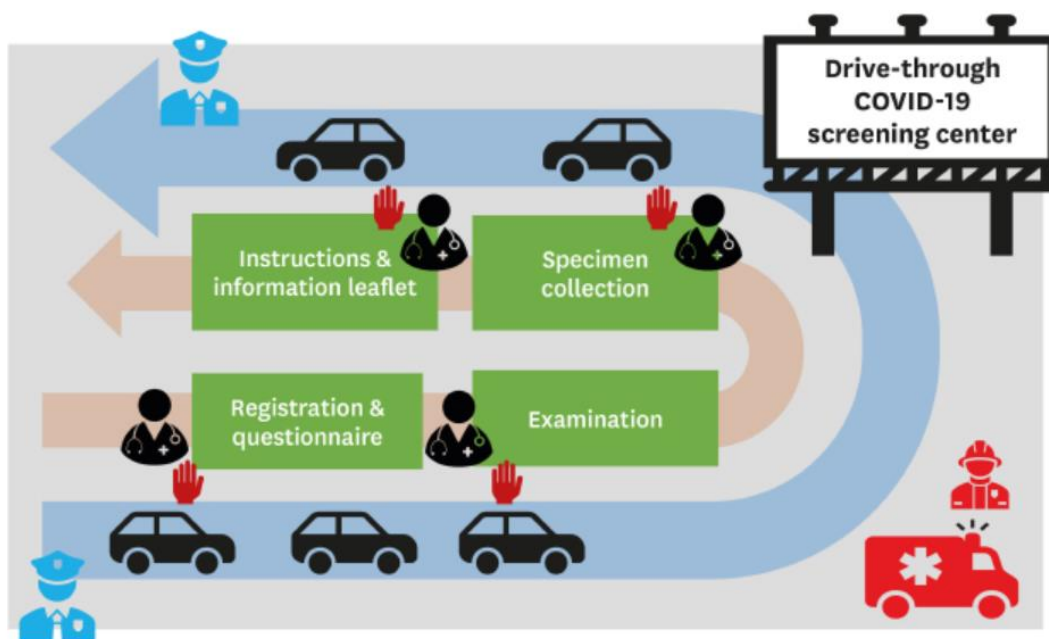 Drive-through
COVID-19
screening center
Instructions &
information leaflet
Specimen
collection
Registration &
questionnaire
Examination